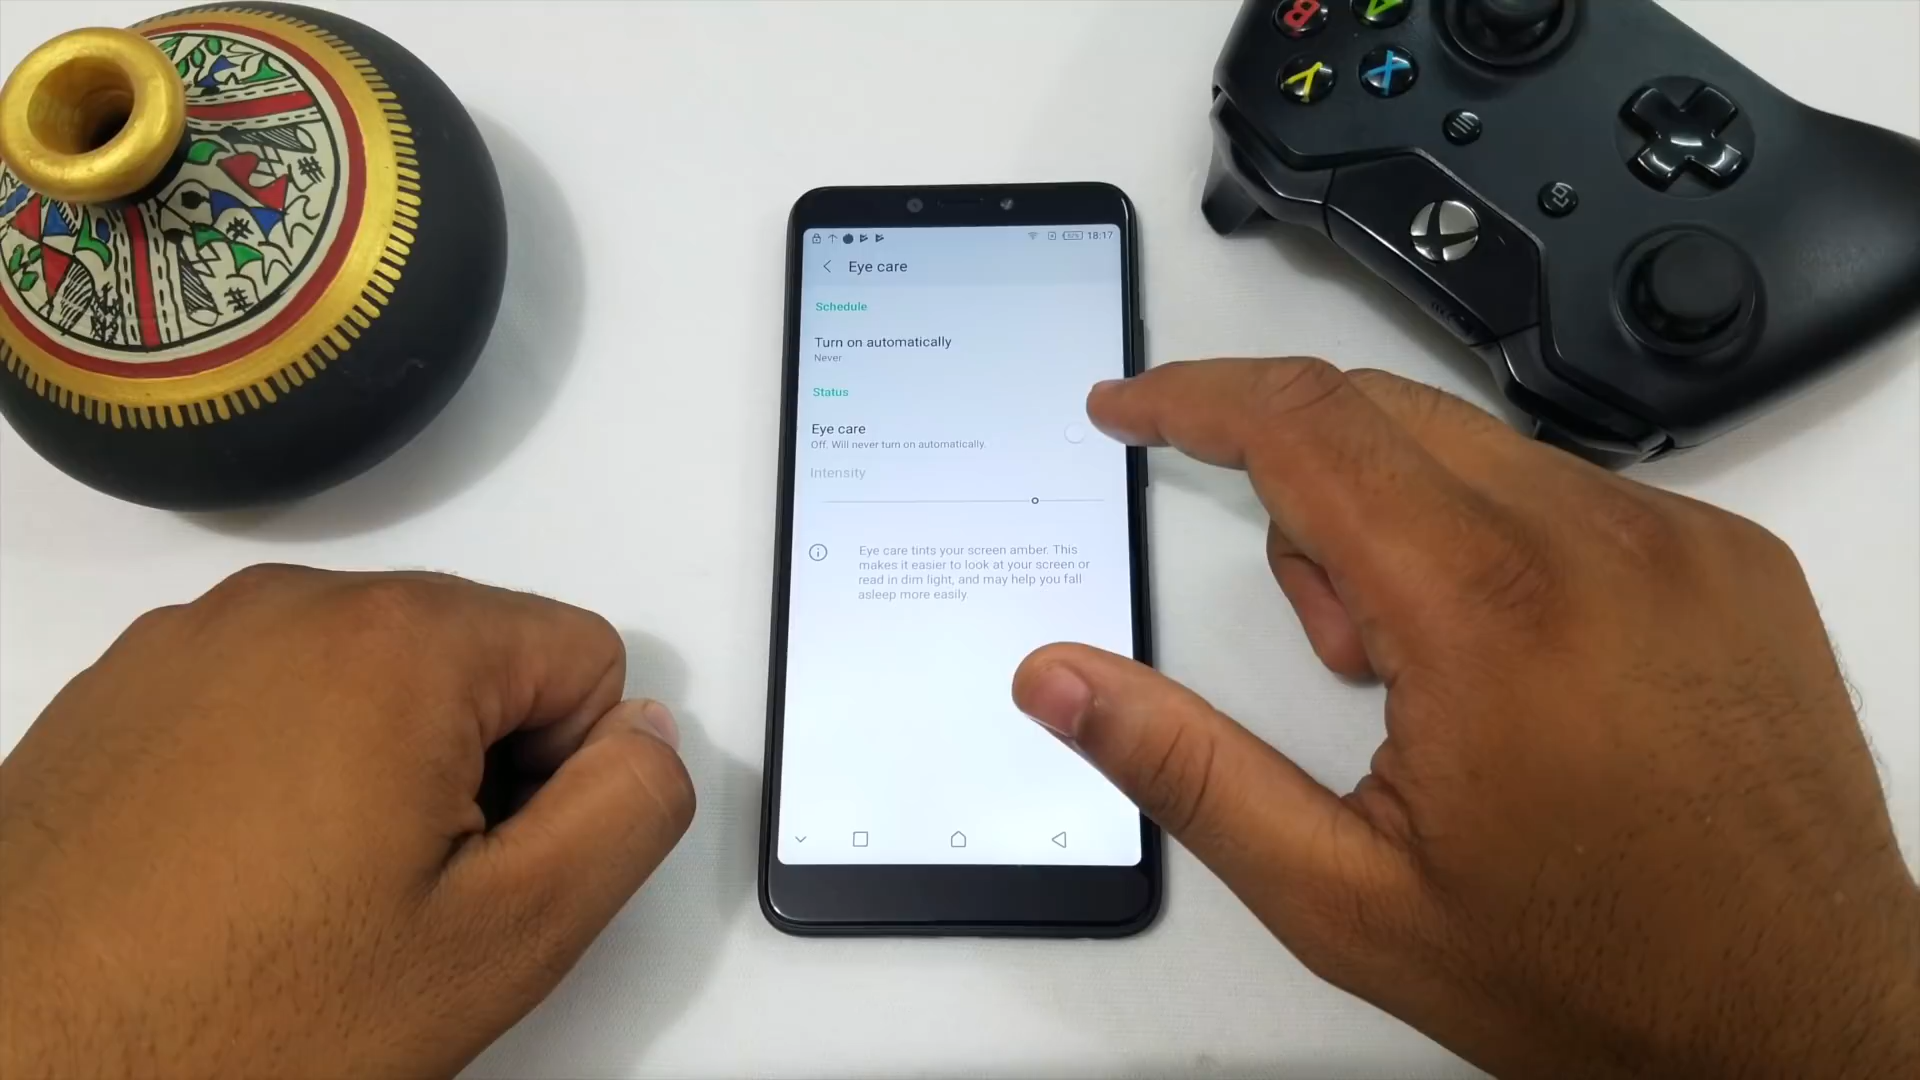 18:17
Eye care
Schedule
Turn on automatically
Never
Status
Eye care
Off. Will never turn on automatically.
Intensity
Eye care tints your screen amber. This
makes it easier to look at your screen or
read in dim light, and may help you fall
asleep more easily.
B
A
Y
X